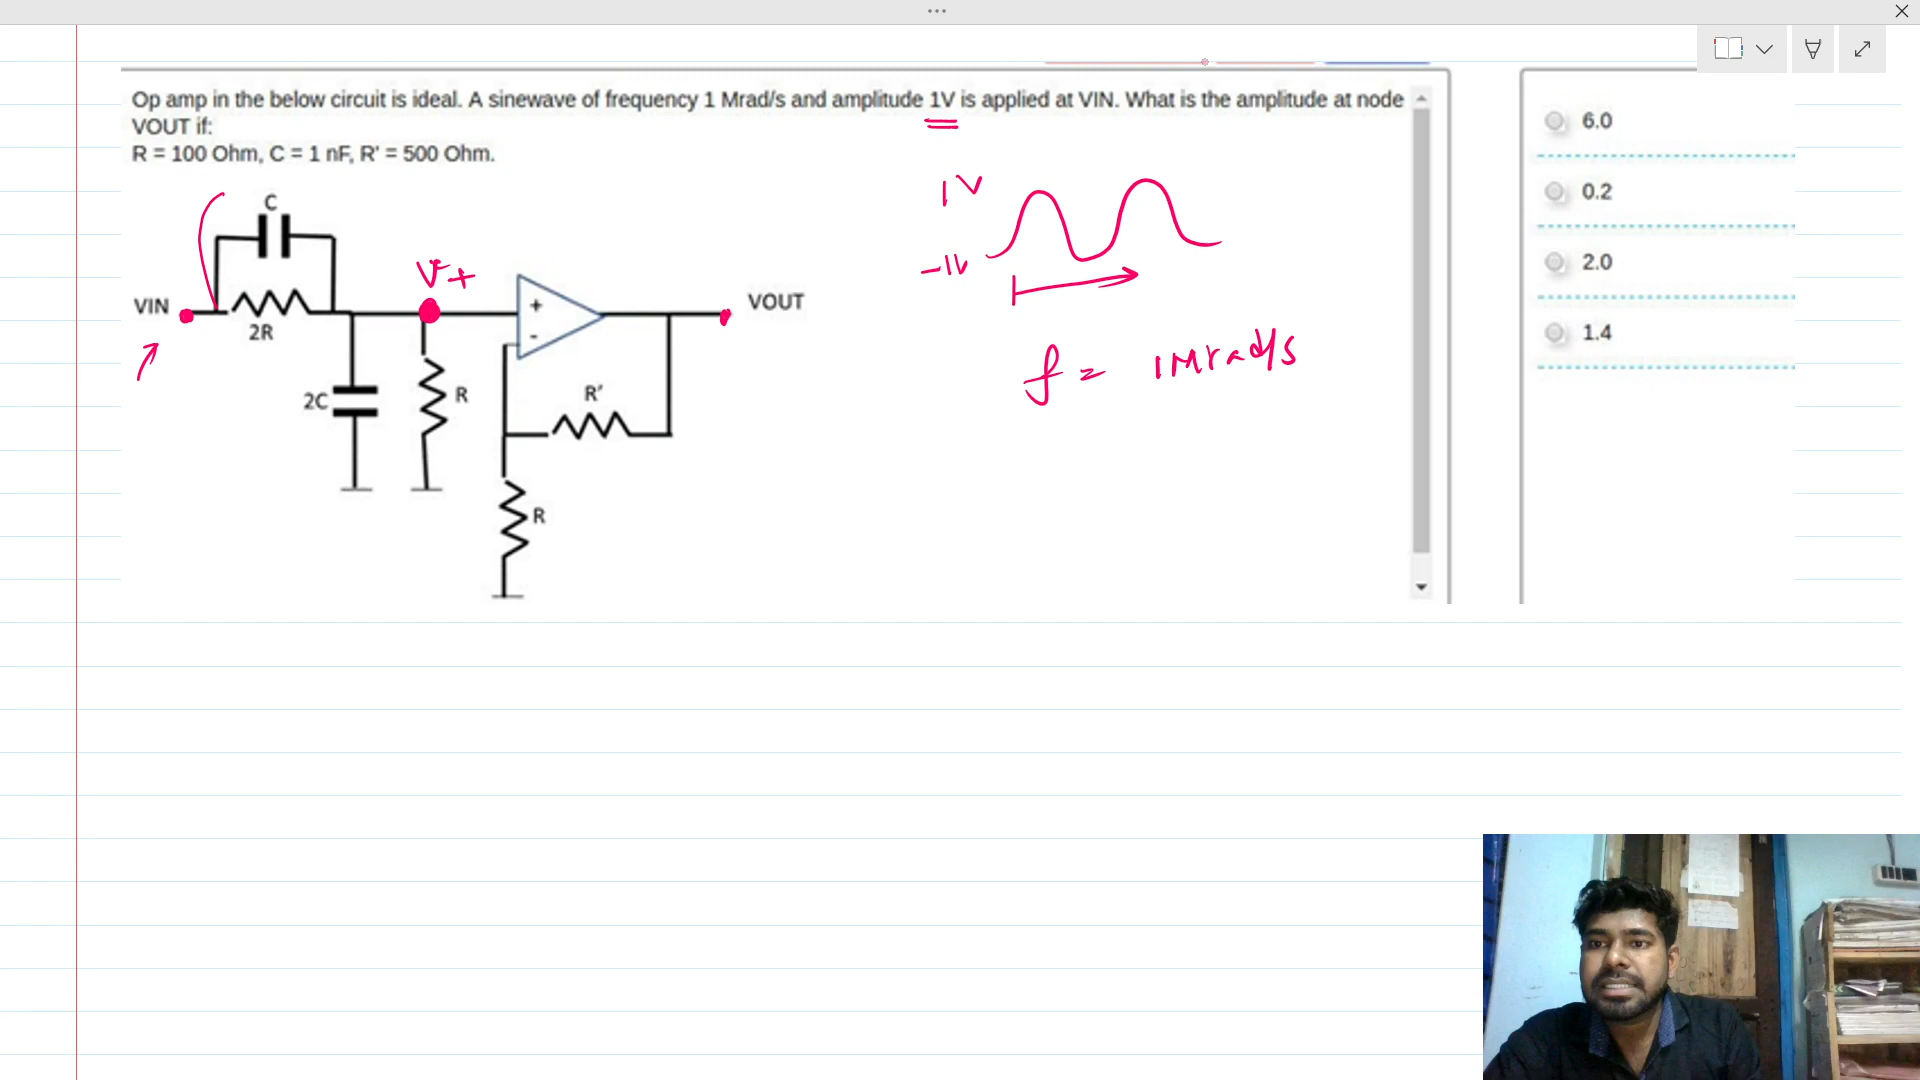 Op amp in the below circuit is ideal. A sinewave of frequency 1 Mrad/s and amplitude 1V is applied at VIN. What is the amplitude at node
VOUT if:
R = 100 Ohm, C = 1 nF, R' = 500 Ohm.
C
VIN
2R
V+
+
-
VOUT
2C
R
R'
R
1V
-1V
f = 1Mrad/s
6.0
0.2
2.0
1.4